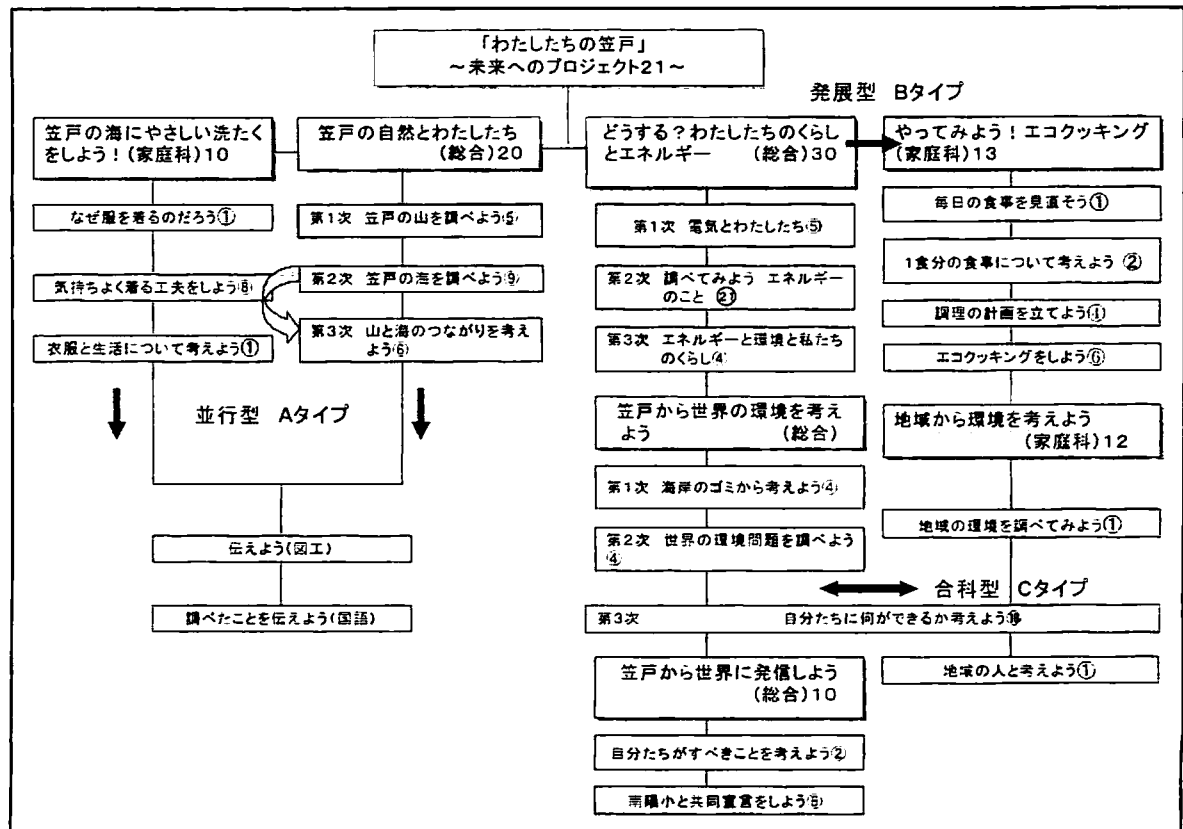 「わたしたちの笠戸」
～未来へのプロジェクト21～
発展型 Bタイプ
笠戸の海にやさしい洗たく
をしよう！(家庭科)10
なぜ服を着るのだろう①
気持ちよく着る工夫をしよう⑧
衣服と生活について考えよう①
笠戸の自然とわたしたち
(総合)20
第1次 笠戸の山を調べよう⑤
第2次 笠戸の海を調べよう⑨
第3次 山と海のつながりを考え
よう⑥
並行型 Aタイプ
伝えよう(図工)
調べたことを伝えよう(国語)
どうする？わたしたちのくらし
とエネルギー (総合)30
第1次 電気とわたしたち⑤
第2次 調べてみよう エネルギー
のこと ㉑
第3次 エネルギーと環境と私たち
のくらし④
笠戸から世界の環境を考え
よう (総合)
第1次 海岸のゴミから考えよう④
第2次 世界の環境問題を調べよう
④
やってみよう！エコクッキング
(家庭科)13
毎日の食事を見直そう①
1食分の食事について考えよう②
調理の計画を立てよう④
エコクッキングをしよう⑥
地域から環境を考えよう
(家庭科)12
地域の環境を調べてみよう①
合科型 Cタイプ
第3次 自分たちに何ができるか考えよう
地域の人と考えよう①
笠戸から世界に発信しよう
(総合)10
自分たちがすべきことを考えよう②
南陽小と共同宣言をしよう⑧